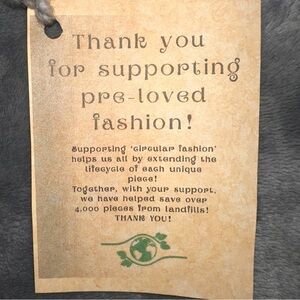 Thank you
for supporting
pre-loved
fashion!
Supporting 'circular fashion'
helps us all by extending the
lifecycle of each unique
piece!
Together, with your support,
we have helped save over
4,000 pieces from landfills!
THANK YOU!